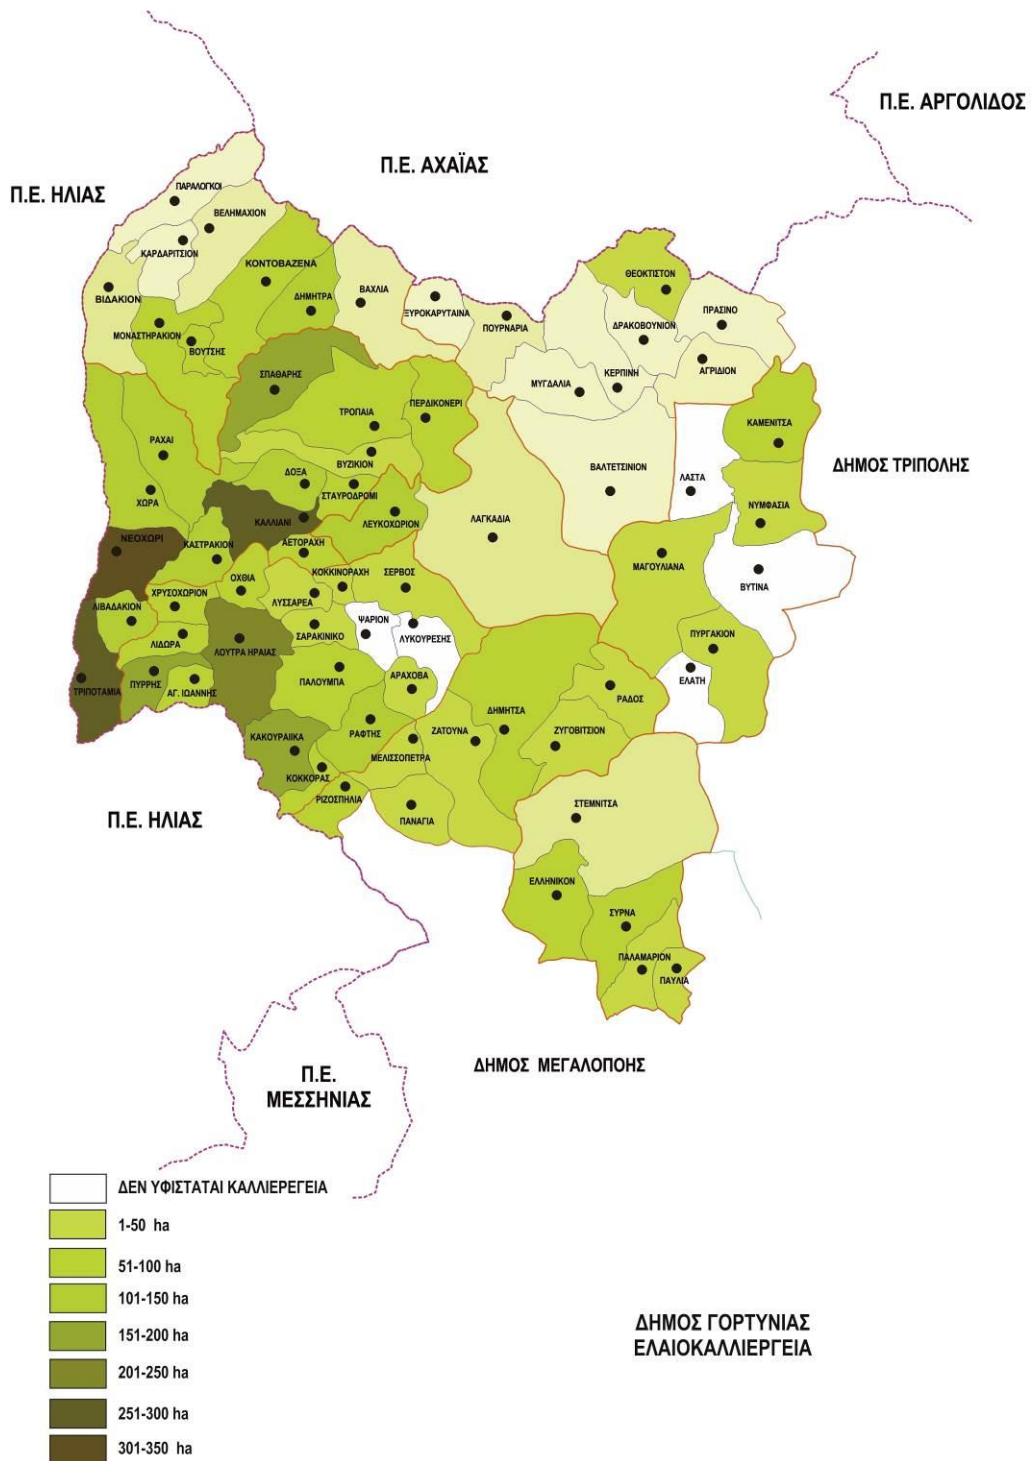 Π.Ε. ΑΡΓΟΛΙΔΟΣ
Π.Ε. ΑΧΑΪΑΣ
Π.Ε. ΗΛΙΑΣ
ΠΑΡΑΛΟΓΚΟΙ
ΒΕΛΗΜΑΧΙΟΝ
ΚΑΡΔΑΡΙΤΣΙΟΝ
ΚΟΝΤΟΒΑΖΕΝΑ
ΘΕΟΚΤΙΣΤΟΝ
ΒΙΔΑΚΙΟΝ
ΔΗΜΗΤΡΑ
ΒΑΧΛΙΑ
ΞΥΡΟΚΑΡΥΤΑΙΝΑ
ΠΟΥΡΝΑΡΙΑ
ΔΡΑΚΟΒΟΥΝΙΟΝ
ΠΡΑΣΙΝΟ
ΜΟΝΑΣΤΗΡΑΚΙΟΝ
ΒΟΥΤΣΗΣ
ΣΠΑΘΑΡΗΣ
ΜΥΓΔΑΛΙΑ
ΚΕΡΠΙΝΗ
ΑΓΡΙΔΙΟΝ
ΤΡΟΠΑΙΑ
ΠΕΡΔΙΚΟΝΕΡΙ
ΚΑΜΕΝΙΤΣΑ
ΡΑΧΑΙ
ΒΥΖΙΚΙΟΝ
ΔΗΜΟΣ ΤΡΙΠΟΛΗΣ
ΔΟΞΑ
ΣΤΑΥΡΟΔΡΟΜΙ
ΒΑΛΤΕΤΣΙΝΙΟΝ
ΛΑΣΤΑ
ΧΩΡΑ
ΝΥΜΦΑΣΙΑ
ΚΑΛΛΙΑΝΙ
ΛΕΥΚΟΧΩΡΙΟΝ
ΛΑΓΚΑΔΙΑ
ΝΕΟΧΩΡΙ
ΚΑΣΤΡΑΚΙΟΝ
ΑΕΤΟΡΑΧΗ
ΜΑΓΟΥΛΙΑΝΑ
ΒΥΤΙΝΑ
ΟΧΘΙΑ
ΚΟΚΚΙΝΟΡΑΧΗ
ΣΕΡΒΟΣ
ΧΡΥΣΟΧΩΡΙΟΝ
ΛΥΣΣΑΡΕΑ
ΛΙΒΑΔΑΚΙΟΝ
ΨΑΡΙΟΝ
ΛΥΚΟΥΡΕΣΗΣ
ΛΙΔΩΡΑ
ΛΟΥΤΡΑ ΗΡΑΙΑΣ
ΣΑΡΑΚΙΝΙΚΟ
ΠΥΡΓΑΚΙΟΝ
ΤΡΙΠΟΤΑΜΙΑ
ΠΥΡΡΗΣ
ΑΓ. ΙΩΑΝΝΗΣ
ΠΑΛΟΥΜΠΑ
ΑΡΑΧΟΒΑ
ΕΛΑΤΗ
ΡΑΔΟΣ
ΚΑΚΟΥΡΑΙΙΚΑ
ΡΑΦΤΗΣ
ΖΑΤΟΥΝΑ
ΔΗΜΗΤΣΑ
ΖΥΓΟΒΙΤΣΙΟΝ
ΜΕΛΙΣΣΟΠΕΤΡΑ
ΚΟΚΚΟΡΑΣ
ΡΙΖΟΣΠΗΛΙΑ
ΠΑΝΑΓΙΑ
ΣΤΕΜΝΙΤΣΑ
Π.Ε. ΗΛΙΑΣ
ΕΛΛΗΝΙΚΟΝ
ΣΥΡΝΑ
ΠΑΛΑΜΑΡΙΟΝ
ΠΑΥΛΙΑ
ΔΗΜΟΣ ΜΕΓΑΛΟΠΟΗΣ
Π.Ε.
ΜΕΣΣΗΝΙΑΣ
ΔΕΝ ΥΦΙΣΤΑΤΑΙ ΚΑΛΛΙΕΡΕΓΕΙΑ
1-50 ha
51-100 ha
101-150 ha
151-200 ha
201-250 ha
251-300 ha
301-350 ha
ΔΗΜΟΣ ΓΟΡΤΥΝΙΑΣ
ΕΛΑΙΟΚΑΛΛΙΕΡΓΕΙΑ